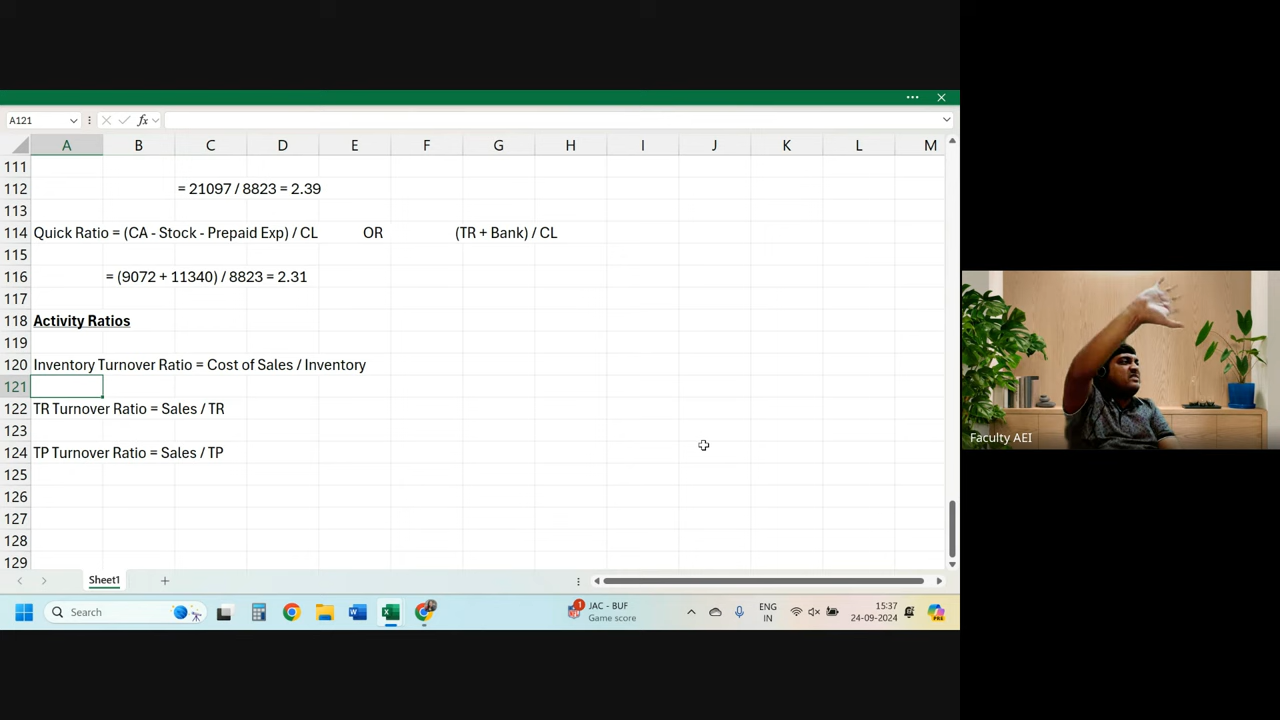 A121
fx
A B C D E F G H I J K L M
111
112 = 21097 / 8823 = 2.39
113
114 Quick Ratio = (CA - Stock - Prepaid Exp) / CL OR (TR + Bank) / CL
115
116 = (9072 + 11340) / 8823 = 2.31
117
118 Activity Ratios
119
120 Inventory Turnover Ratio = Cost of Sales / Inventory
121
122 TR Turnover Ratio = Sales / TR
123
124 TP Turnover Ratio = Sales / TP
125
126
127
128
129
Faculty AEI
Sheet1
Search
1
JAC - BUF
Game score
ENG
IN
15:37
24-09-2024
PRE